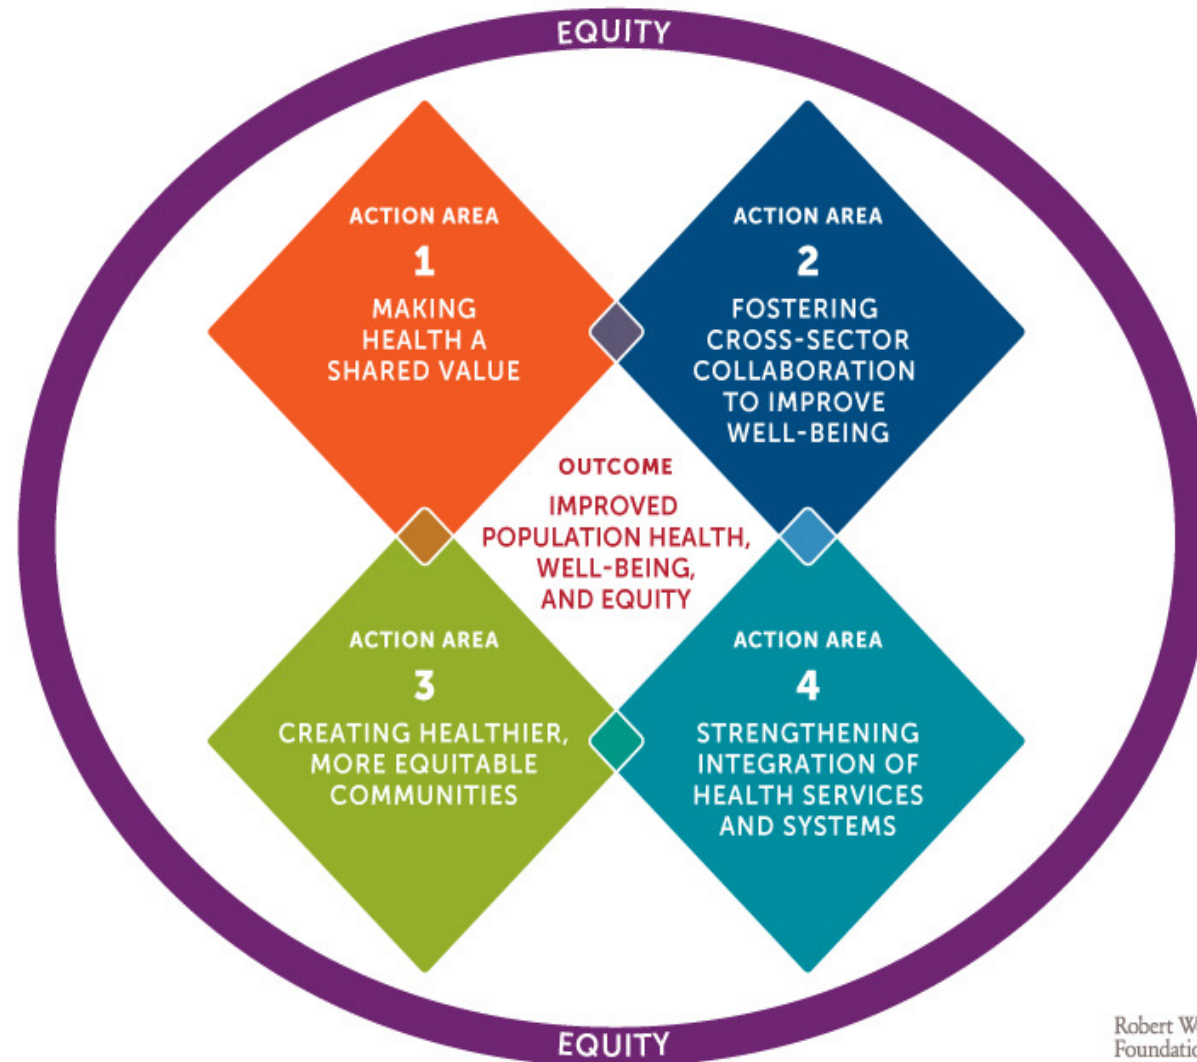 EQUITY
ACTION AREA
1
MAKING
HEALTH A
SHARED VALUE
ACTION AREA
2
FOSTERING
CROSS-SECTOR
COLLABORATION
TO IMPROVE
WELL-BEING
OUTCOME
IMPROVED
POPULATION HEALTH,
WELL-BEING,
AND EQUITY
ACTION AREA
3
CREATING HEALTHIER,
MORE EQUITABLE
COMMUNITIES
ACTION AREA
4
STRENGTHENING
INTEGRATION OF
HEALTH SERVICES
AND SYSTEMS
EQUITY
Robert W
Foundatio